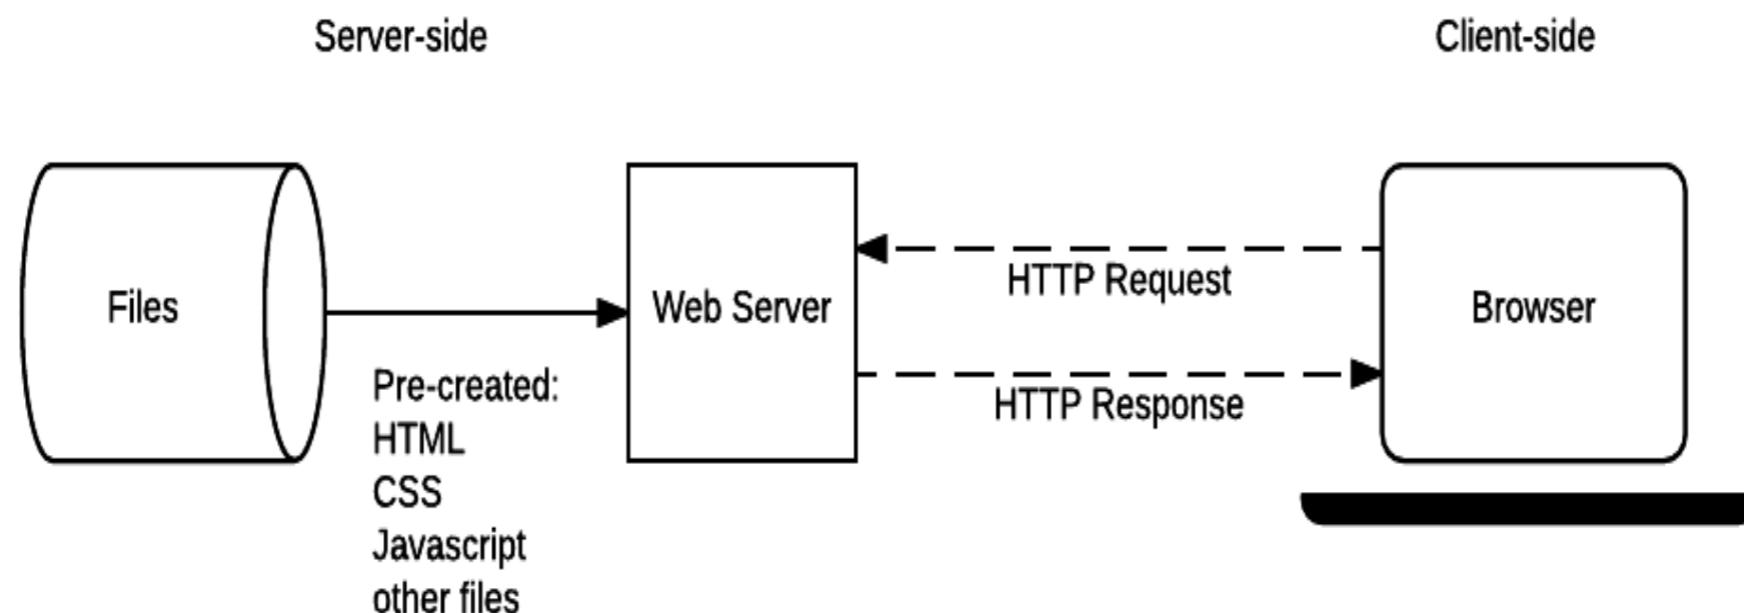 Server-side
Client-side
Files
Web Server
HTTP Request
HTTP Response
Browser
Pre-created:
HTML
CSS
Javascript
other files